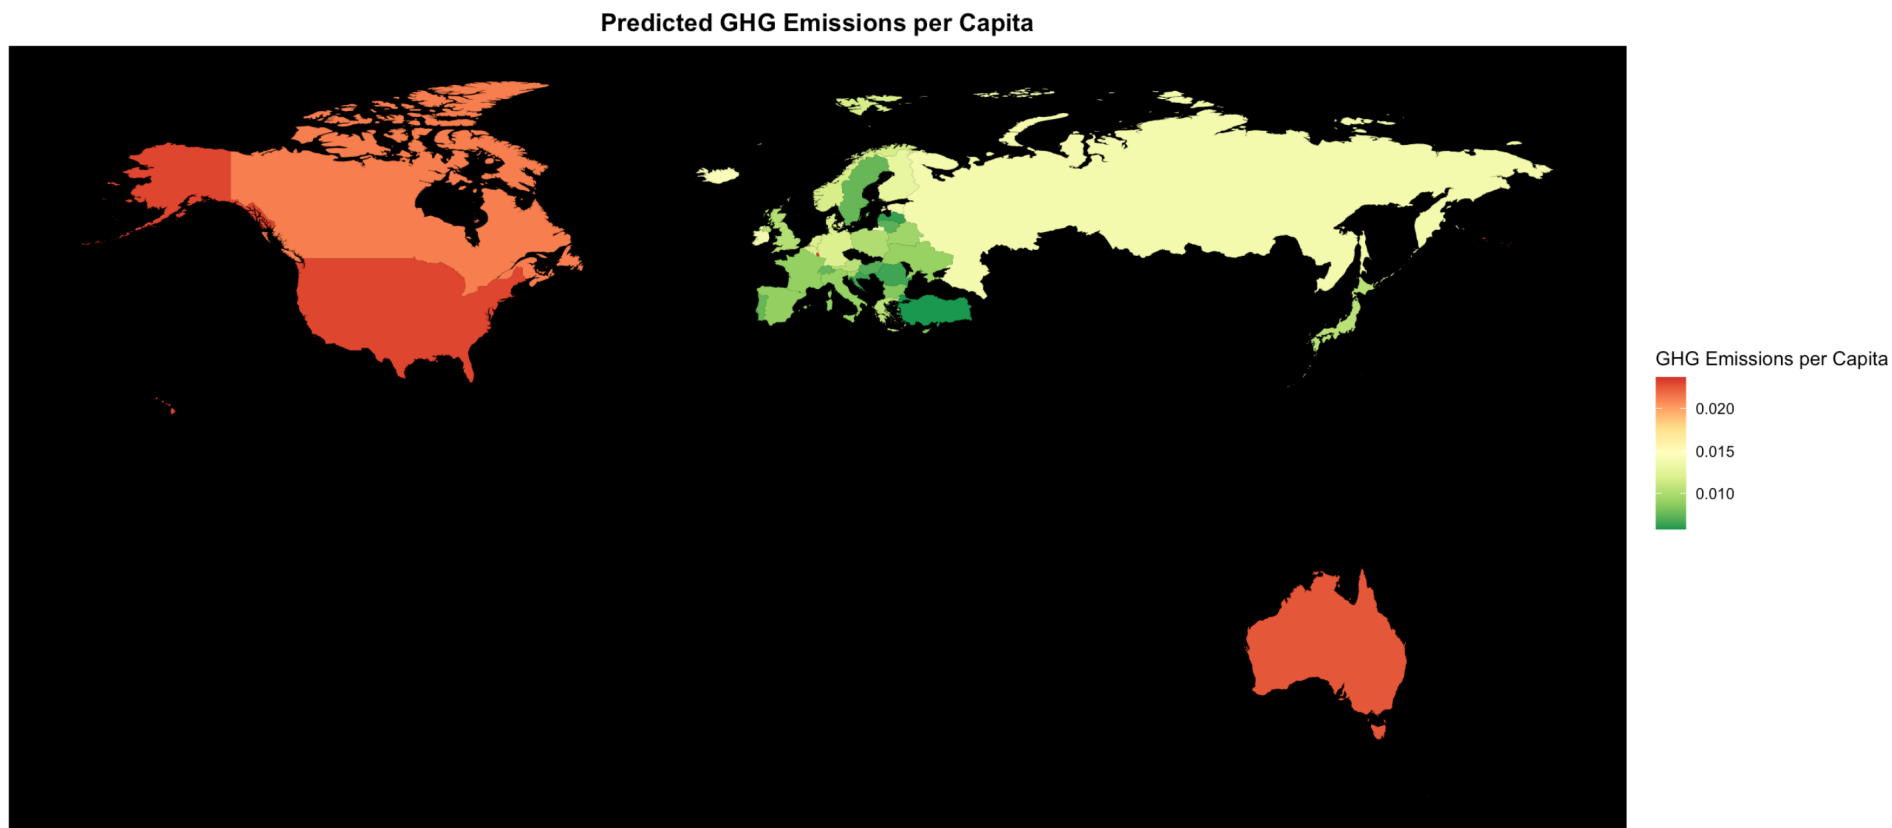 Predicted GHG Emissions per Capita
GHG Emissions per Capita
0.020
0.015
0.010